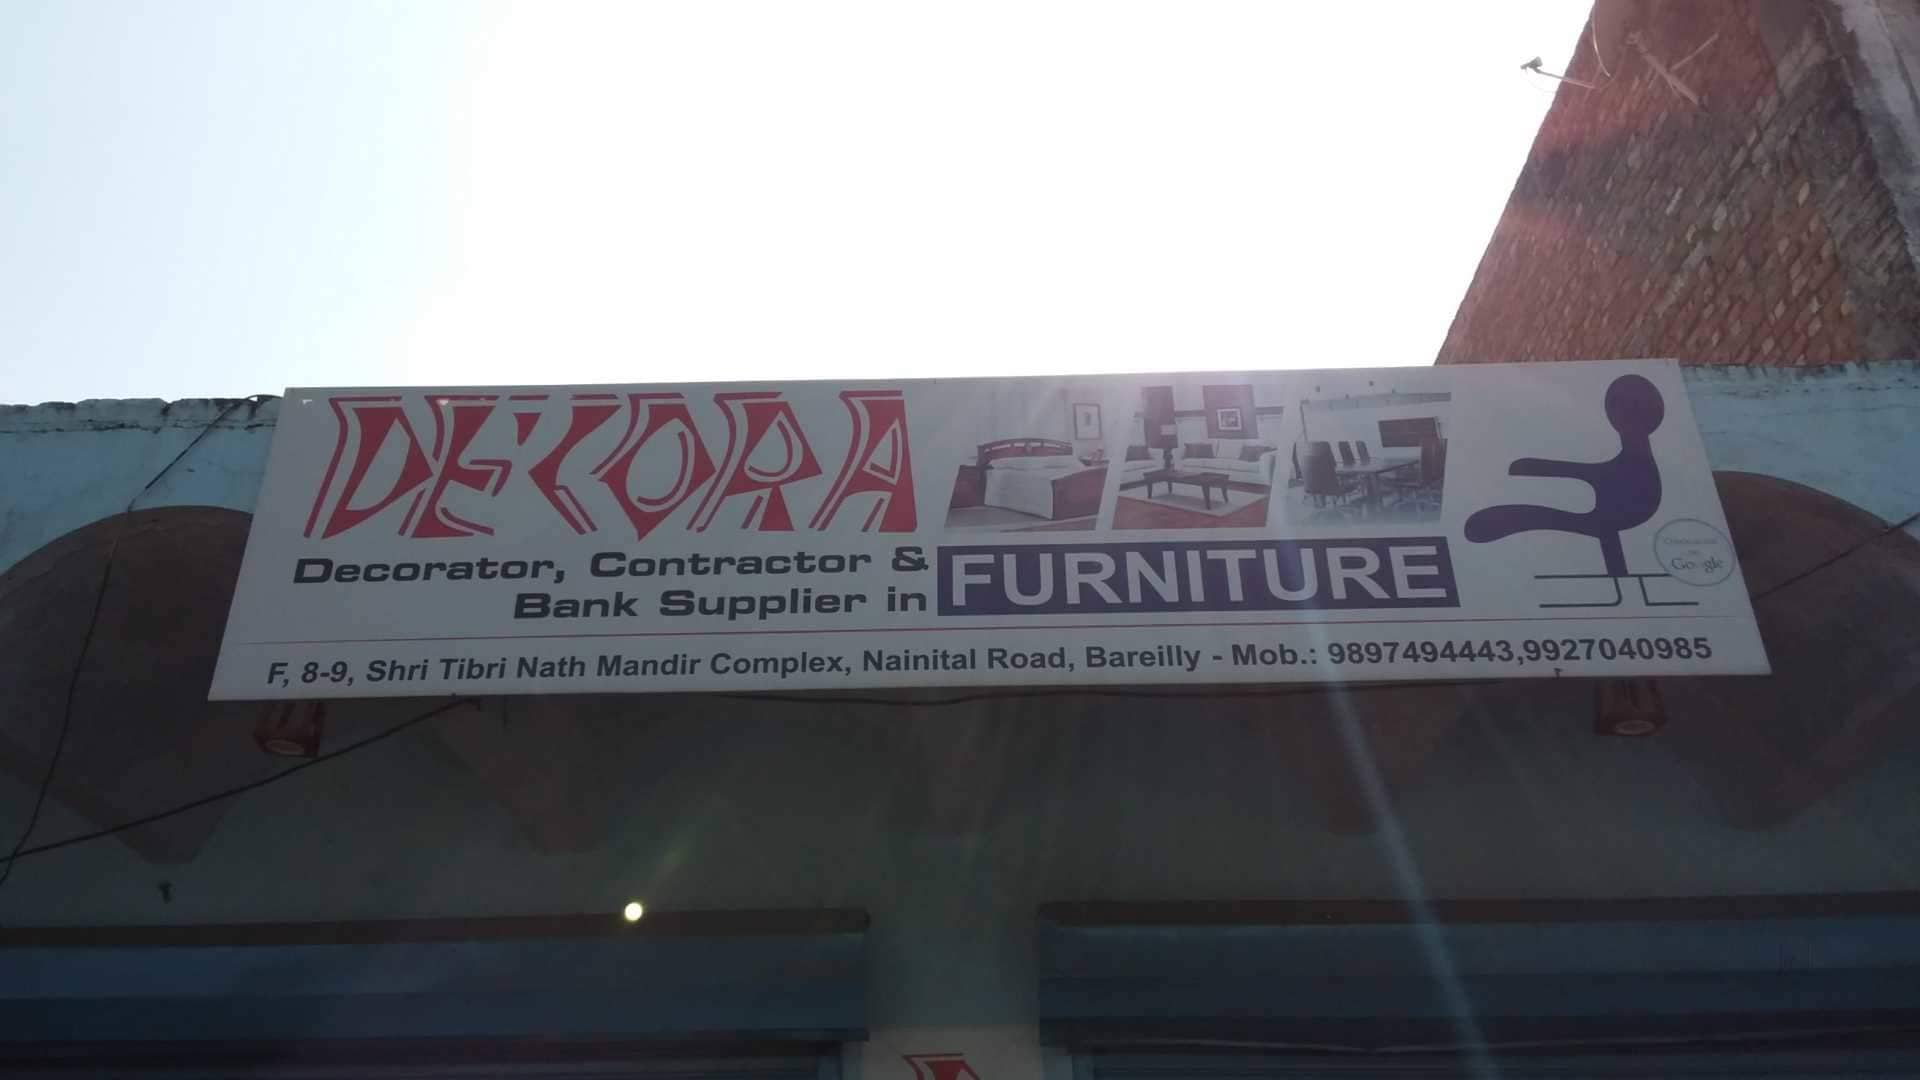 DECORA
Decorator, Contractor &
Bank Supplier in FURNITURE
Google
F, 8-9, Shri Tibri Nath Mandir Complex, Nainital Road, Bareilly - Mob.: 9897494443,9927040985